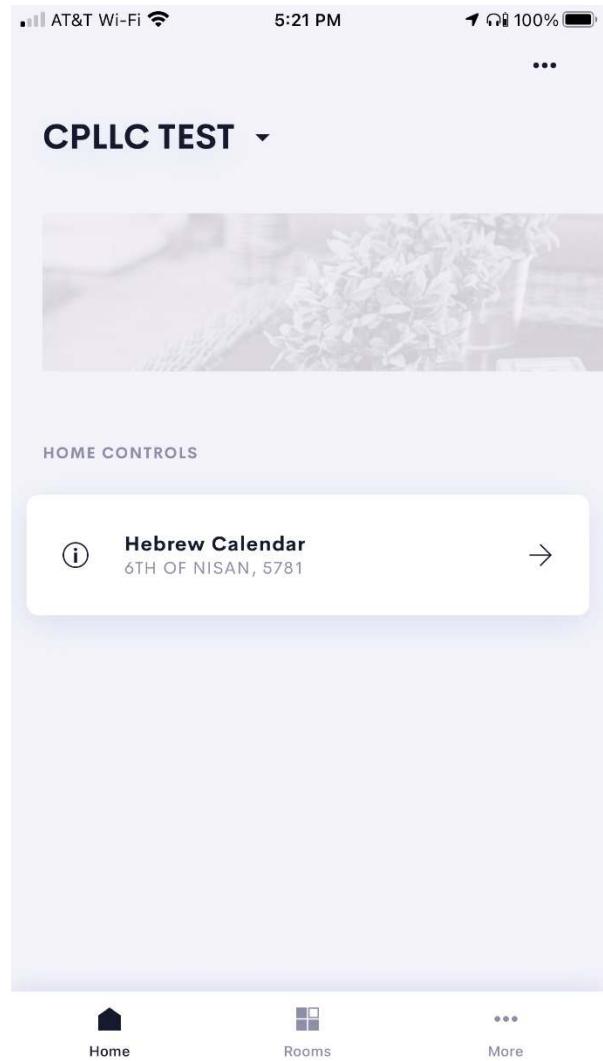 AT&T Wi-Fi 5:21 PM 100%
CPLLC TEST
HOME CONTROLS
Hebrew Calendar
6TH OF NISAN, 5781
Home Rooms More